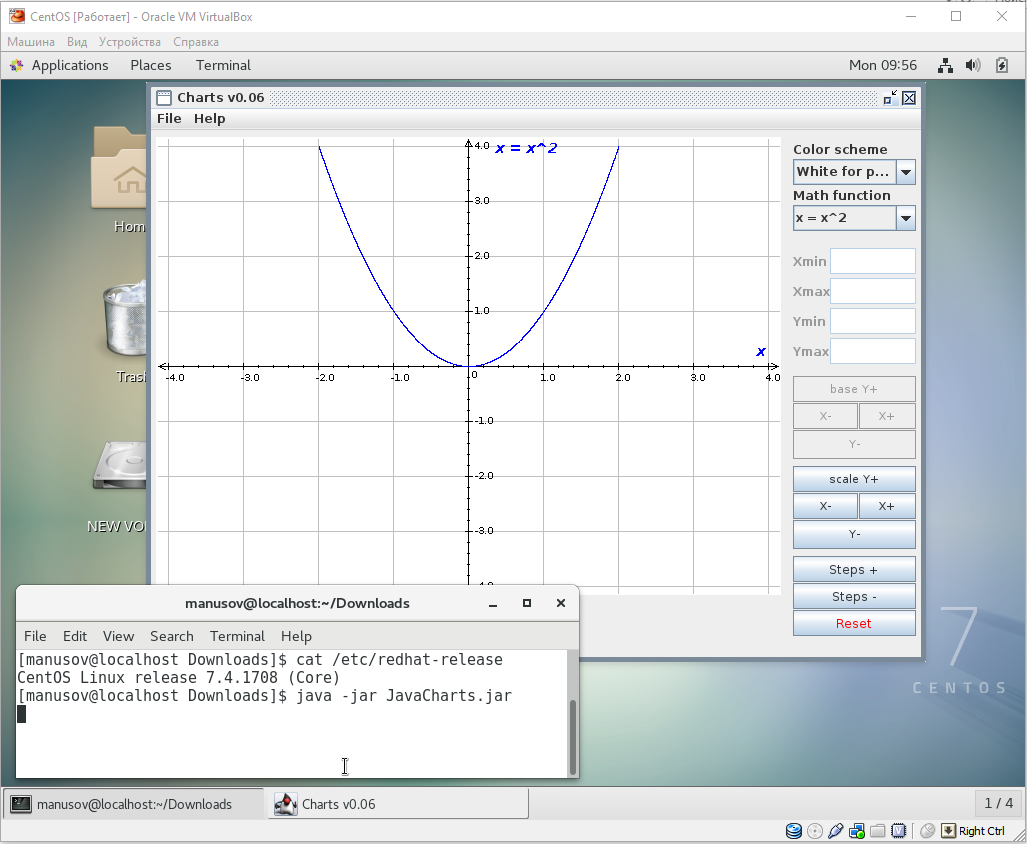 CentOS [Работает] - Oracle VM VirtualBox
Машина Вид Устройства Справка
Applications Places Terminal Mon 09:56
Charts v0.06
File Help
4.0 x = x^2
3.0
2.0
1.0
x
-4.0 -3.0 -2.0 -1.0 0 1.0 2.0 3.0 4.0
-1.0
-2.0
-3.0
Color scheme
White for p...
Math function
x = x^2
Xmin
Xmax
Ymin
Ymax
base Y+
X- X+
Y-
scale Y+
X- X+
Y-
Steps +
Steps -
Reset
Hom
Tras
NEW VO
7
CENTOS
manusov@localhost:~/Downloads
File Edit View Search Terminal Help
[manusov@localhost Downloads]$ cat /etc/redhat-release
CentOS Linux release 7.4.1708 (Core)
[manusov@localhost Downloads]$ java -jar JavaCharts.jar
manusov@localhost:~/Downloads Charts v0.06 1 / 4
Right Ctrl